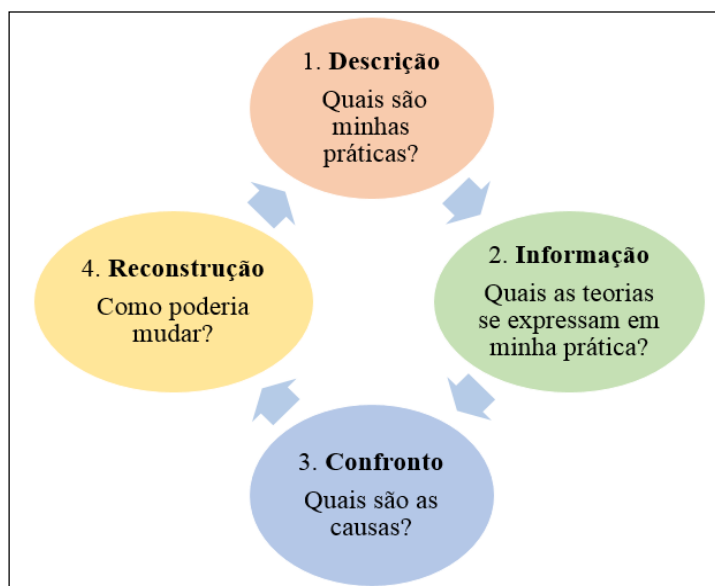 1. Descrição
Quais são
minhas
práticas?
2. Informação
Quais as teorias
se expressam em
minha prática?
3. Confronto
Quais são as
causas?
4. Reconstrução
Como poderia
mudar?